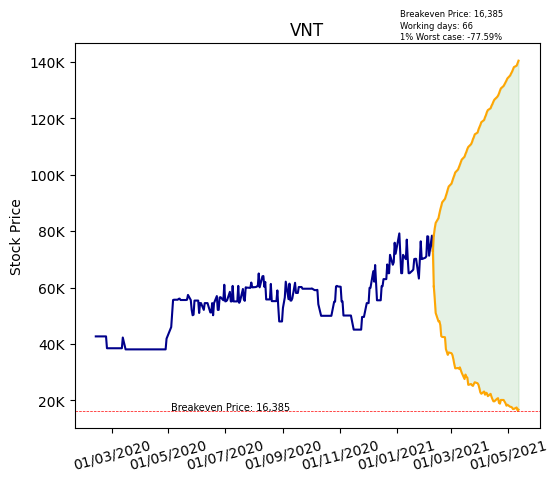 Breakeven Price: 16,385
Working days: 66
1% Worst case: -77.59%
VNT
Stock Price
140K
120K
100K
80K
60K
40K
20K
Breakeven Price: 16,385
01/03/2020
01/05/2020
01/07/2020
01/09/2020
01/11/2020
01/01/2021
01/03/2021
01/05/2021